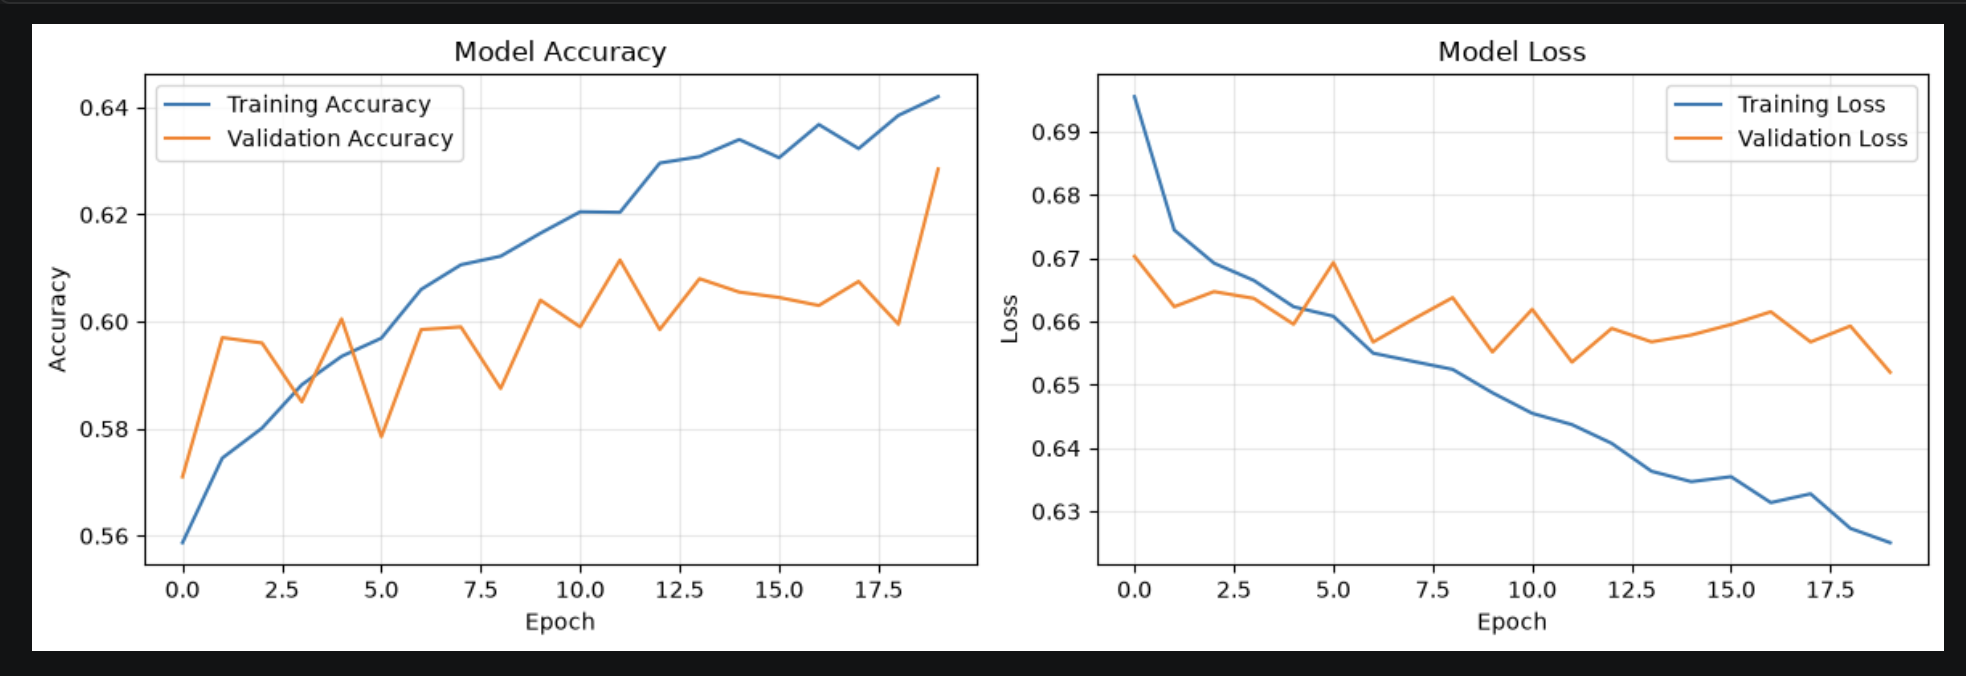 Model Accuracy
Training Accuracy
Validation Accuracy
0.64
0.62
0.60
0.58
0.56
Accuracy
0.0 2.5 5.0 7.5 10.0 12.5 15.0 17.5
Epoch
Model Loss
Training Loss
Validation Loss
0.69
0.68
0.67
0.66
0.65
0.64
0.63
Loss
0.0 2.5 5.0 7.5 10.0 12.5 15.0 17.5
Epoch